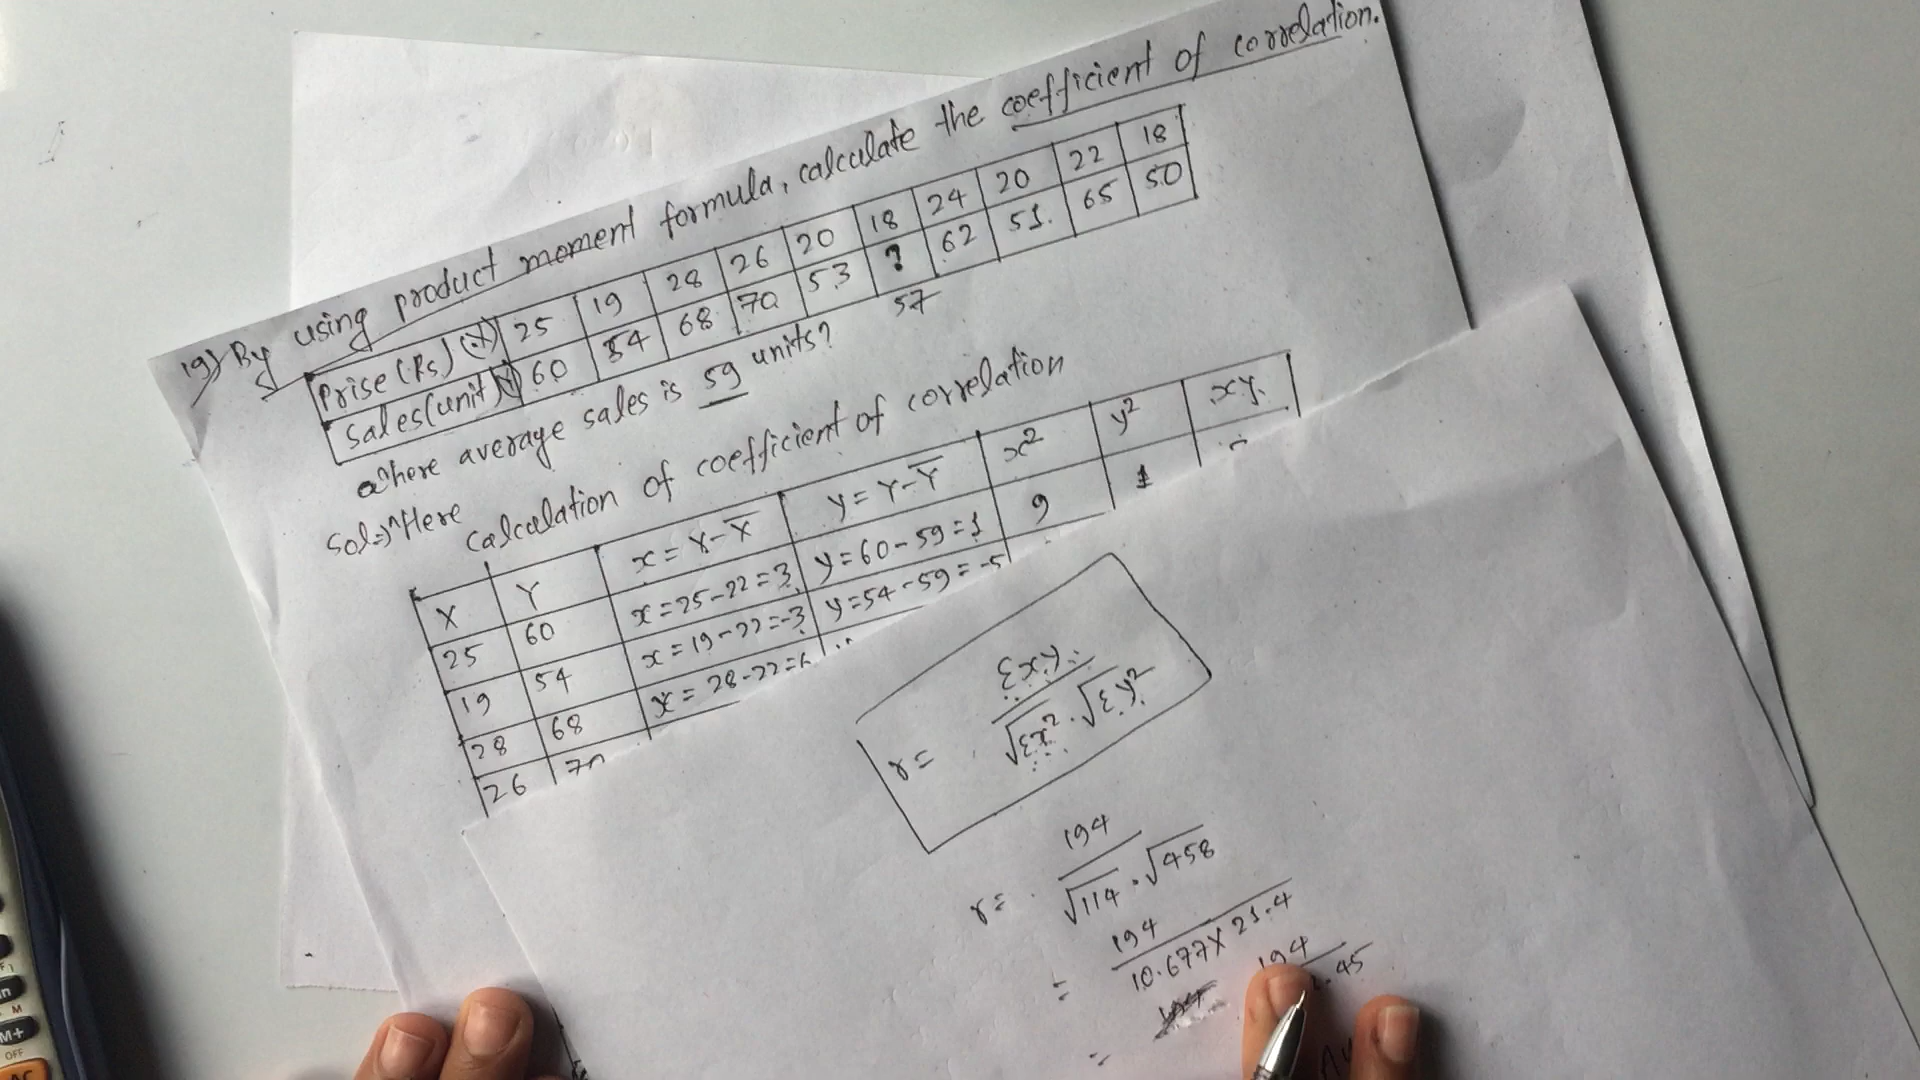 19) By using product moment formula, calculate the coefficient of correlation.
Prise (Rs) (X) 25 19 28 26 20 18 24 20 22 18
Sales (unit) (Y) 60 54 68 70 53 ? 62 51. 65 50
57
where average sales is 59 units?
Sol=> Here
Calculation of coefficient of correlation
X Y x = X-X̅ y = Y-Y̅ x² y² xy.
25 60 x = 25-22 = 3 y = 60-59 = 1 9 1
19 54 x = 19-22 = -3 y = 54-59 = -5
28 68 x = 28-22 = 6
26 70
r = Σxy / √Σx² . √Σy²
r = 194 / √114 . √458
= 194 / 10.677 X 21.4
= 194 / .45